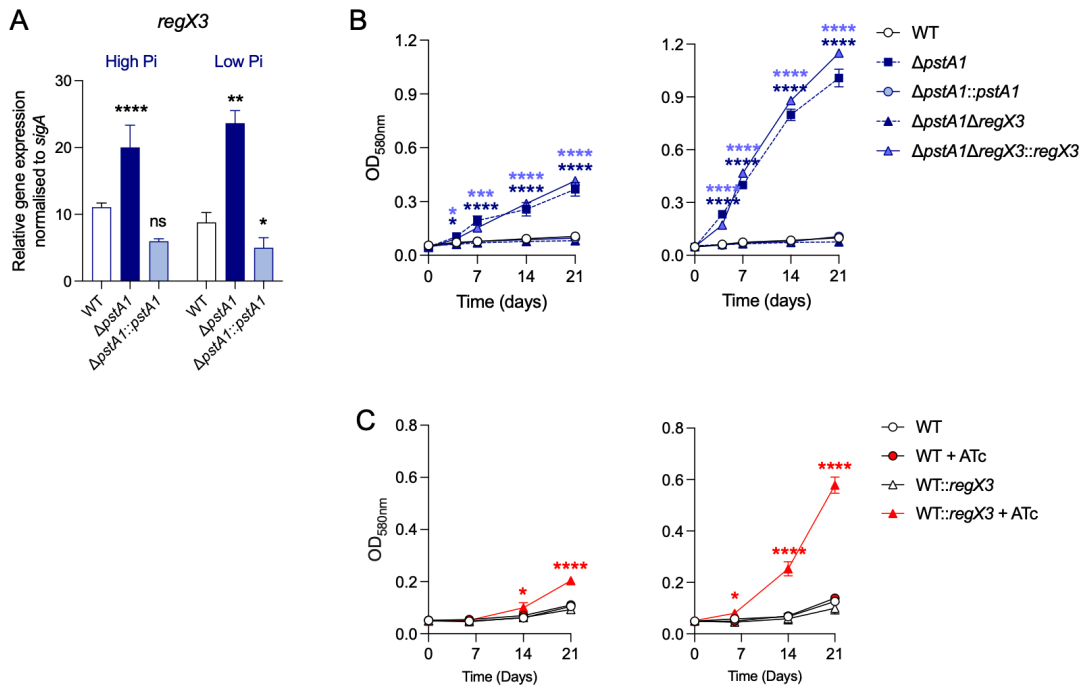 A
regX3
High Pi Low Pi
Relative gene expression
normalised to sigA
30
20
10
0
****
ns
**
*
WT
ΔpstA1
ΔpstA1::pstA1
WT
ΔpstA1
ΔpstA1::pstA1
B
OD580nm
1.2
0.9
0.6
0.3
0.0
*
*
***
****
****
****
****
****
0 7 14 21
Time (days)
1.2
0.9
0.6
0.3
0.0
****
****
****
****
****
****
****
****
0 7 14 21
Time (days)
WT
ΔpstA1
ΔpstA1::pstA1
ΔpstA1ΔregX3
ΔpstA1ΔregX3::regX3
C
OD580nm
0.8
0.6
0.4
0.2
0.0
*
****
0 7 14 21
Time (Days)
0.8
0.6
0.4
0.2
0.0
*
****
****
0 7 14 21
Time (Days)
WT
WT + ATc
WT::regX3
WT::regX3 + ATc